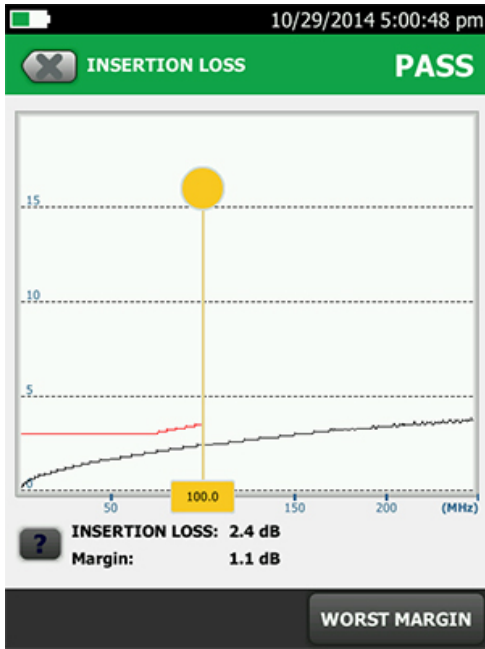 10/29/2014 5:00:48 pm
INSERTION LOSS PASS
15
10
5
0
50 100.0 150 200 (MHz)
? INSERTION LOSS: 2.4 dB
Margin: 1.1 dB
WORST MARGIN